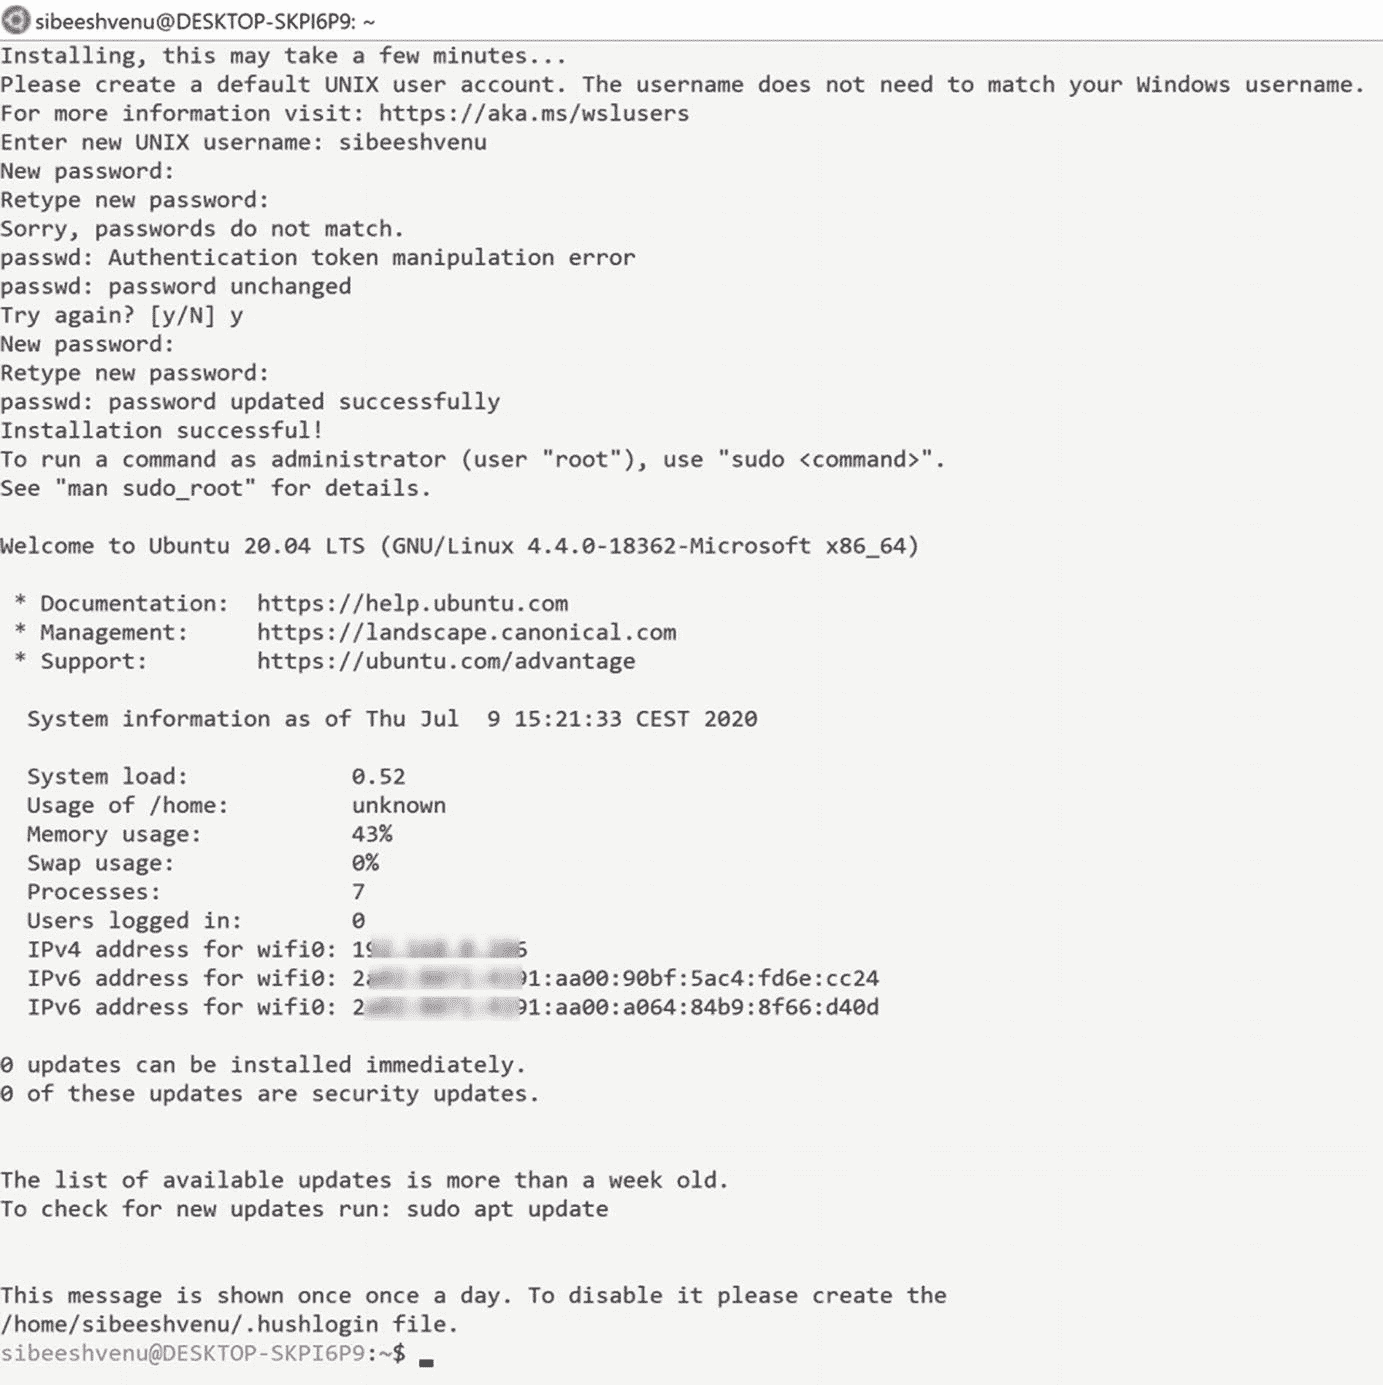 sibeeshvenu@DESKTOP-SKPI6P9: ~
Installing, this may take a few minutes...
Please create a default UNIX user account. The username does not need to match your Windows username.
For more information visit: https://aka.ms/wslusers
Enter new UNIX username: sibeeshvenu
New password:
Retype new password:
Sorry, passwords do not match.
passwd: Authentication token manipulation error
passwd: password unchanged
Try again? [y/N] y
New password:
Retype new password:
passwd: password updated successfully
Installation successful!
To run a command as administrator (user "root"), use "sudo <command>".
See "man sudo_root" for details.
Welcome to Ubuntu 20.04 LTS (GNU/Linux 4.4.0-18362-Microsoft x86_64)
* Documentation:  https://help.ubuntu.com
* Management:     https://landscape.canonical.com
* Support:        https://ubuntu.com/advantage
System information as of Thu Jul  9 15:21:33 CEST 2020
System load:            0.52
Usage of /home:         unknown
Memory usage:           43%
Swap usage:             0%
Processes:              7
Users logged in:        0
IPv4 address for wifi0:
IPv6 address for wifi0: 91:aa00:90bf:5ac4:fd6e:cc24
IPv6 address for wifi0: 91:aa00:a064:84b9:8f66:d40d
0 updates can be installed immediately.
0 of these updates are security updates.
The list of available updates is more than a week old.
To check for new updates run: sudo apt update
This message is shown once once a day. To disable it please create the
/home/sibeeshvenu/.hushlogin file.
sibeeshvenu@DESKTOP-SKPI6P9:~$